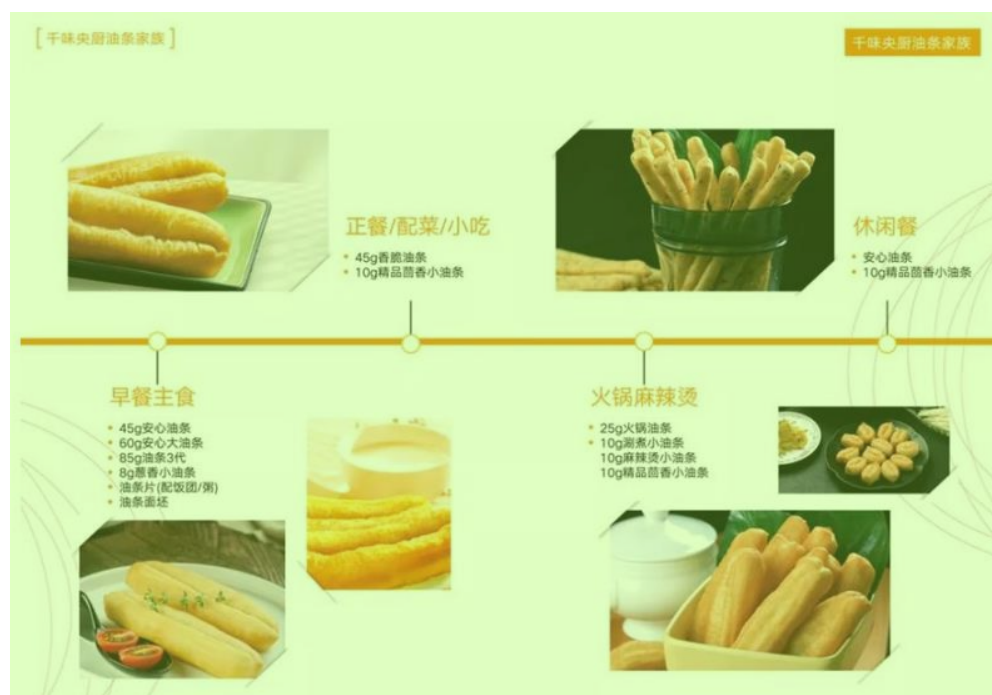 [千味央厨油条家族]
千味央厨油条家族
正餐/配菜/小吃
• 45g香脆油条
• 10g精品茴香小油条
休闲餐
• 安心油条
• 10g精品茴香小油条
早餐主食
• 45g安心油条
• 60g安心大油条
• 85g油条3代
• 8g葱香小油条
• 油条片(配饭团/粥)
• 油条面坯
火锅麻辣烫
• 25g火锅油条
• 10g涮煮小油条
10g麻辣烫小油条
10g精品茴香小油条